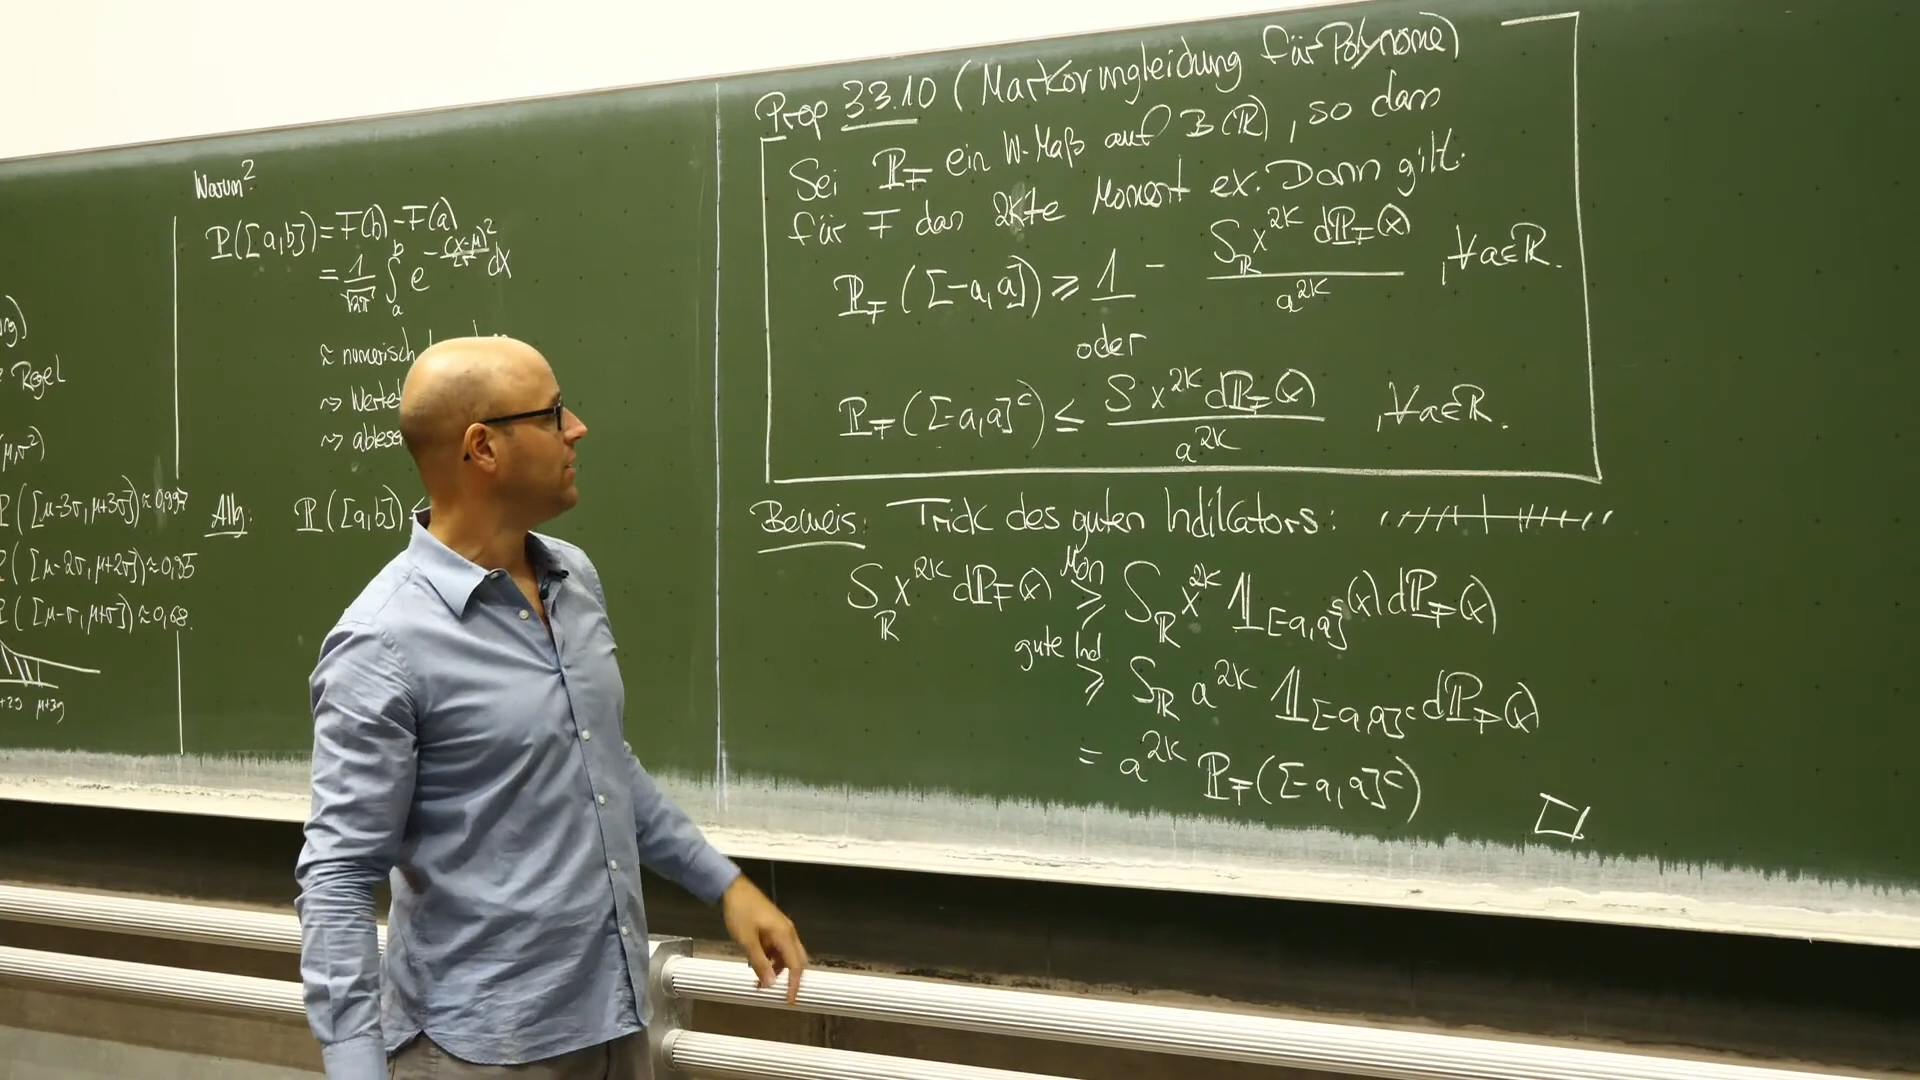 Regel
μ,σ²)
P([μ-3σ, μ+3σ]) ≈ 0,997
P([μ-2σ, μ+2σ]) ≈ 0,95
P([μ-σ, μ+σ]) ≈ 0,68.
+2σ μ+3σ
Warum?
P([a,b]) = F(b) - F(a)
= 1/√2π ∫_a^b e^{-(x-μ)²/2σ²} dx
≈ numerisch
⇝
⇝
Allg: P([a,b])
Prop 33.10 (Markovungleichung für Polynome)
Sei P_F ein W-Maß auf B(R), so dass
für F das 2kte Moment ex. Dann gilt:
P_F([-a,a]) ≥ 1 - ∫_R x^{2k} dP_F(x) / a^{2k}, ∀a∈R.
oder
P_F([-a,a]^c) ≤ ∫ x^{2k} dP_F(x) / a^{2k}, ∀a∈R.
Beweis: Trick des guten Indikators:
∫_R x^{2k} dP_F(x) ≥^{Mon} ∫_R x^{2k} 𝟙_{[-a,a]^c}(x) dP_F(x)
≥^{gute Ind} ∫_R a^{2k} 𝟙_{[-a,a]^c} dP_F(x)
= a^{2k} P_F([-a,a]^c) □